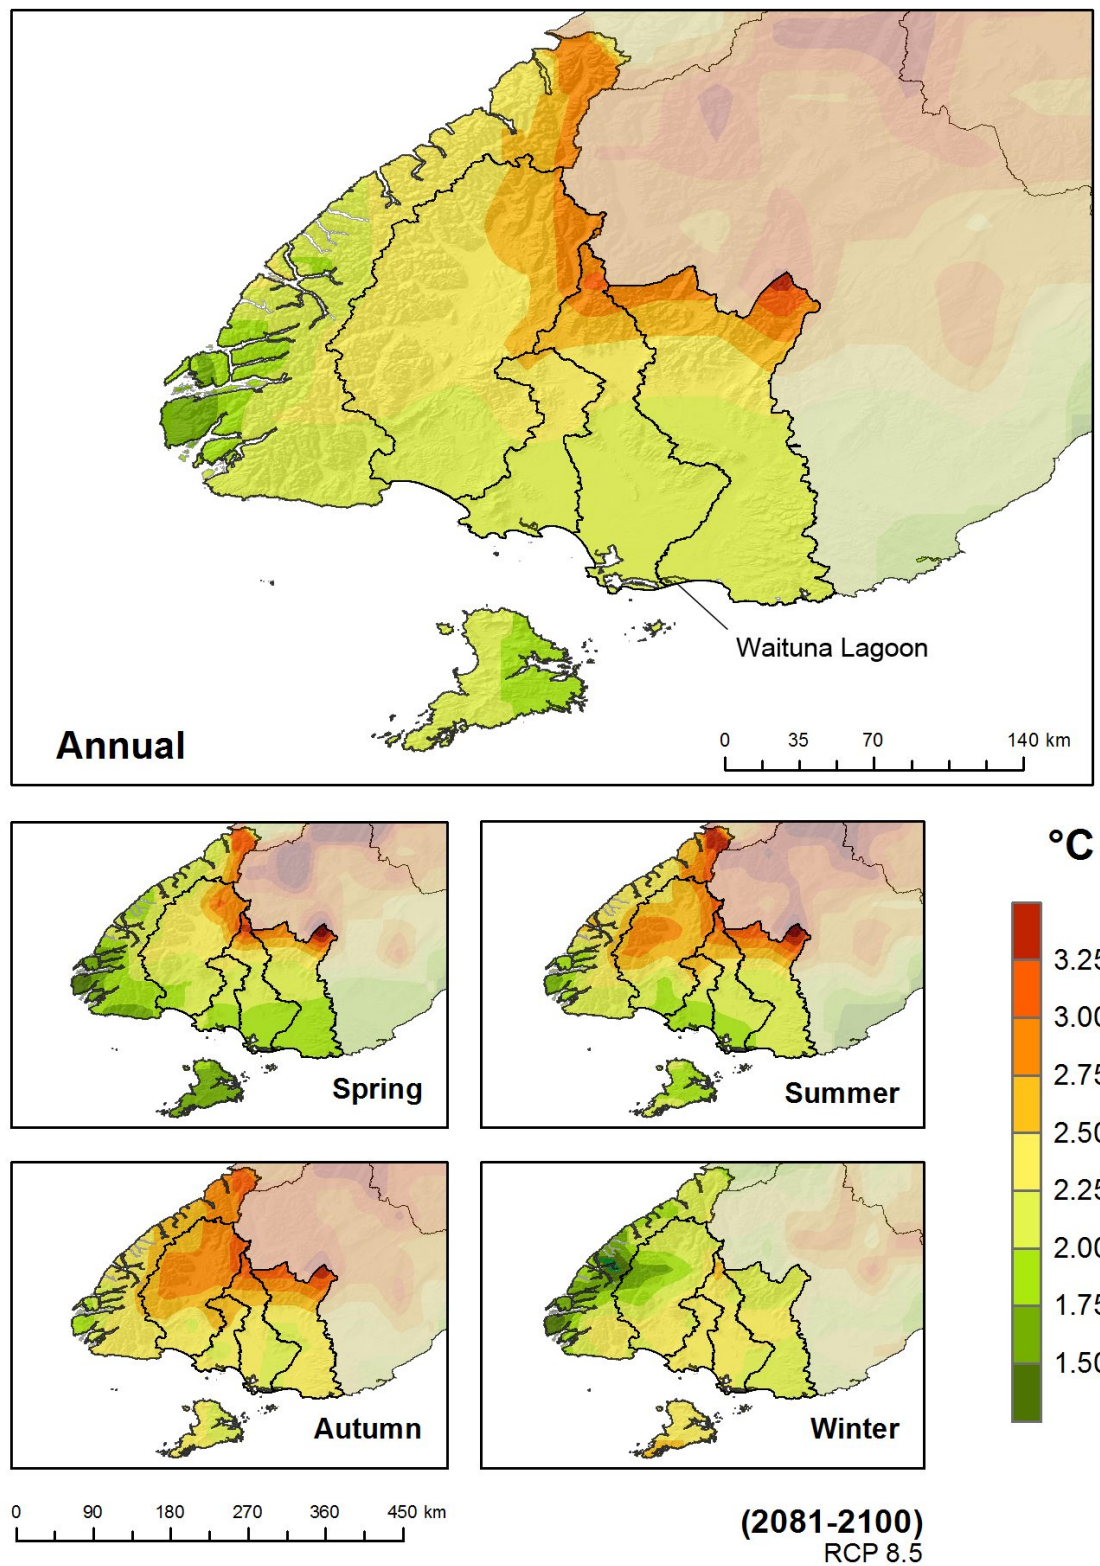 Waituna Lagoon
Annual
0 35 70 140 km
°C
Spring
Summer
3.25
3.00
2.75
2.50
2.25
2.00
1.75
1.50
Autumn
Winter
0 90 180 270 360 450 km
(2081-2100)
RCP 8.5